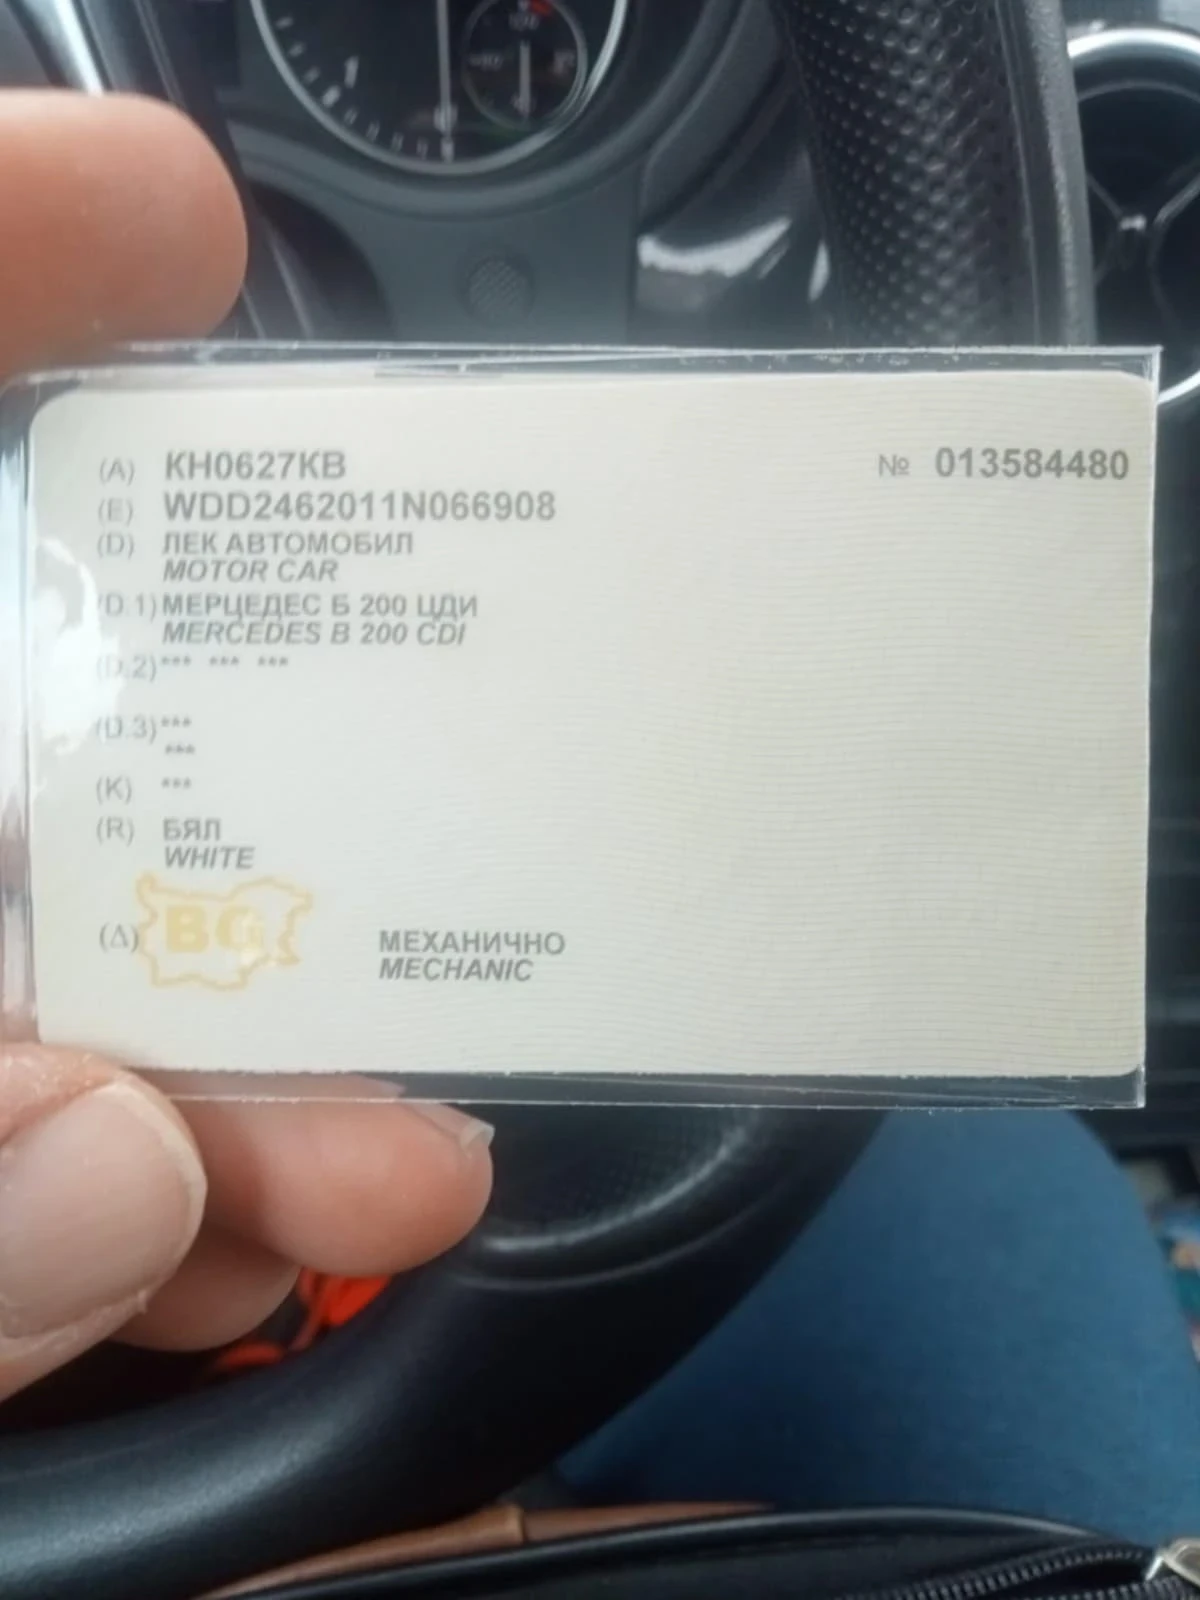 (A) КН0627КВ № 013584480
(E) WDD2462011N066908
(D) ЛЕК АВТОМОБИЛ
MOTOR CAR
(D.1) МЕРЦЕДЕС Б 200 ЦДИ
MERCEDES B 200 CDI
(D.2) *** *** ***
(D.3) ***
***
(K) ***
(R) БЯЛ
WHITE
(Δ) BG МЕХАНИЧНО
MECHANIC